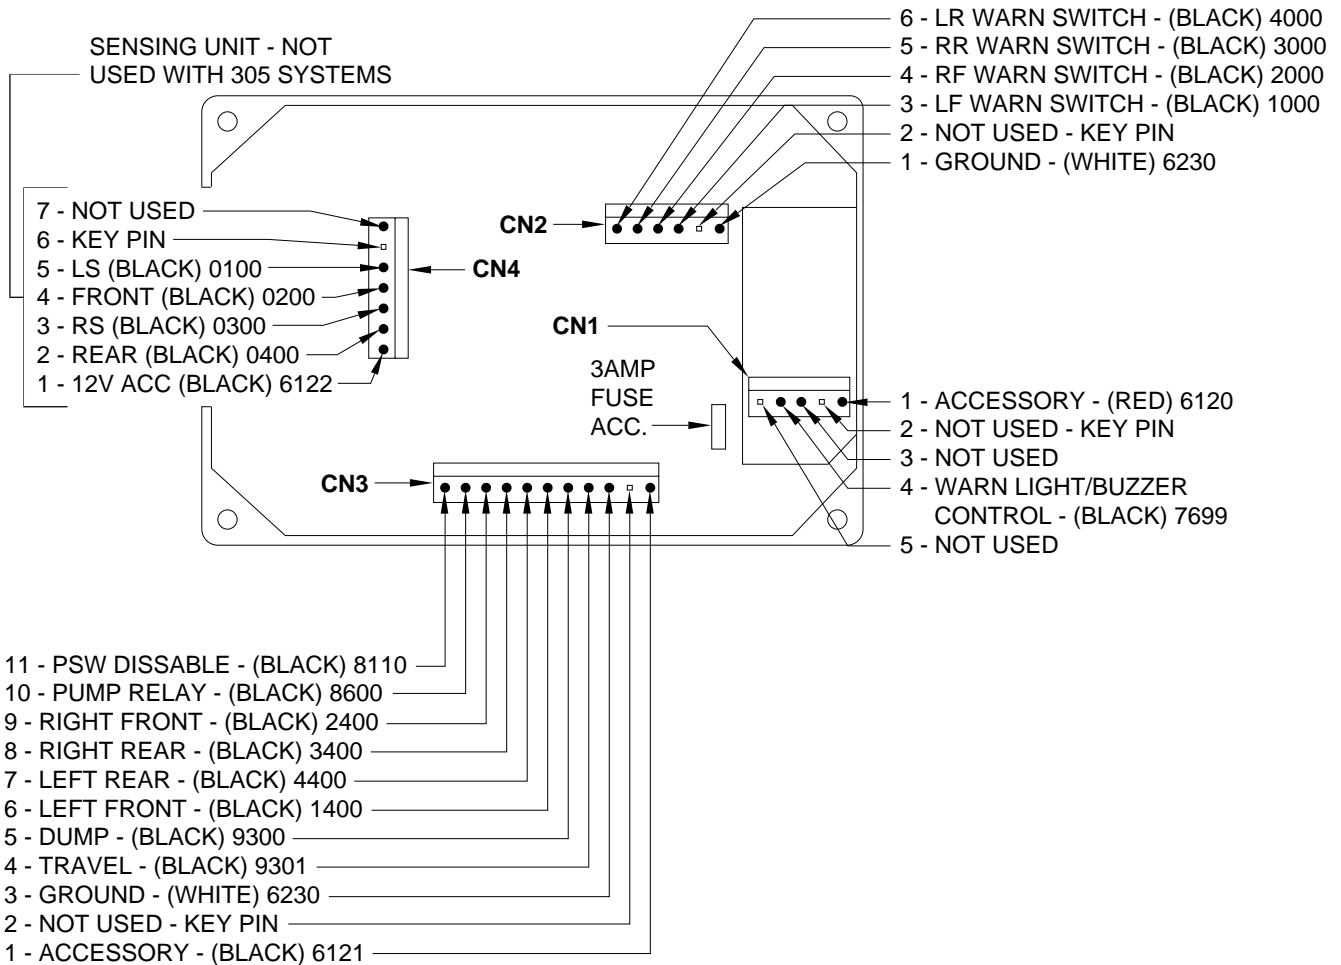 6 - LR WARN SWITCH - (BLACK) 4000
5 - RR WARN SWITCH - (BLACK) 3000
4 - RF WARN SWITCH - (BLACK) 2000
3 - LF WARN SWITCH - (BLACK) 1000
2 - NOT USED - KEY PIN
1 - GROUND - (WHITE) 6230
SENSING UNIT - NOT
USED WITH 305 SYSTEMS
7 - NOT USED
6 - KEY PIN
5 - LS (BLACK) 0100
4 - FRONT (BLACK) 0200
3 - RS (BLACK) 0300
2 - REAR (BLACK) 0400
1 - 12V ACC (BLACK) 6122
CN4
CN2
CN1
3AMP
FUSE
ACC.
1 - ACCESSORY - (RED) 6120
2 - NOT USED - KEY PIN
3 - NOT USED
4 - WARN LIGHT/BUZZER
CONTROL - (BLACK) 7699
5 - NOT USED
CN3
11 - PSW DISSABLE - (BLACK) 8110
10 - PUMP RELAY - (BLACK) 8600
9 - RIGHT FRONT - (BLACK) 2400
8 - RIGHT REAR - (BLACK) 3400
7 - LEFT REAR - (BLACK) 4400
6 - LEFT FRONT - (BLACK) 1400
5 - DUMP - (BLACK) 9300
4 - TRAVEL - (BLACK) 9301
3 - GROUND - (WHITE) 6230
2 - NOT USED - KEY PIN
1 - ACCESSORY - (BLACK) 6121